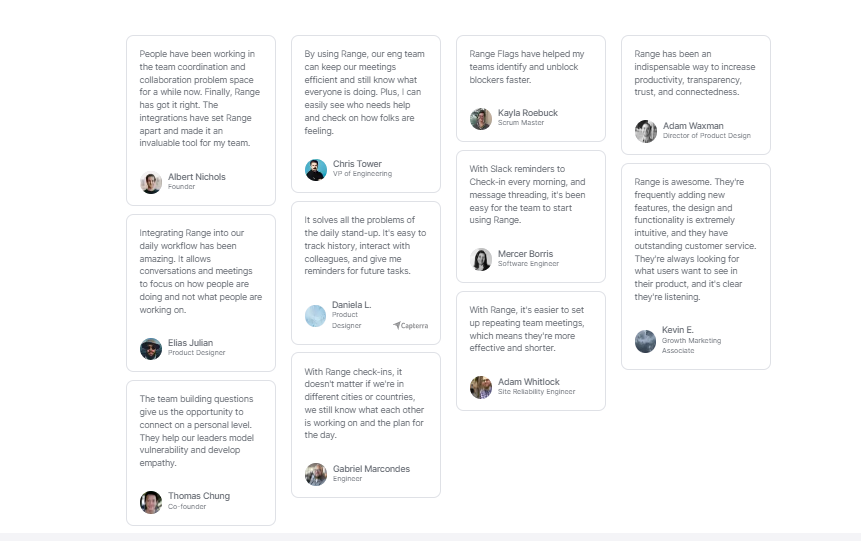 People have been working in
the team coordination and
collaboration problem space
for a while now. Finally, Range
has got it right. The
integrations have set Range
apart and made it an
invaluable tool for my team.
Albert Nichols
Founder
Integrating Range into our
daily workflow has been
amazing. It allows
conversations and meetings
to focus on how people are
doing and not what people are
working on.
Elias Julian
Product Designer
The team building questions
give us the opportunity to
connect on a personal level.
They help our leaders model
vulnerability and develop
empathy.
Thomas Chung
Co-founder
By using Range, our eng team
can keep our meetings
efficient and still know what
everyone is doing. Plus, I can
easily see who needs help
and check on how folks are
feeling.
Chris Tower
VP of Engineering
It solves all the problems of
the daily stand-up. It's easy to
track history, interact with
colleagues, and give me
reminders for future tasks.
Daniela L.
Product
Designer
Capterra
With Range check-ins, it
doesn't matter if we're in
different cities or countries,
we still know what each other
is working on and the plan for
the day.
Gabriel Marcondes
Engineer
Range Flags have helped my
teams identify and unblock
blockers faster.
Kayla Roebuck
Scrum Master
With Slack reminders to
Check-in every morning, and
message threading, it's been
easy for the team to start
using Range.
Mercer Borris
Software Engineer
With Range, it's easier to set
up repeating team meetings,
which means they're more
effective and shorter.
Adam Whitlock
Site Reliability Engineer
Range has been an
indispensable way to increase
productivity, transparency,
trust, and connectedness.
Adam Waxman
Director of Product Design
Range is awesome. They're
frequently adding new
features, the design and
functionality is extremely
intuitive, and they have
outstanding customer service.
They're always looking for
what users want to see in
their product, and it's clear
they're listening.
Kevin E.
Growth Marketing
Associate